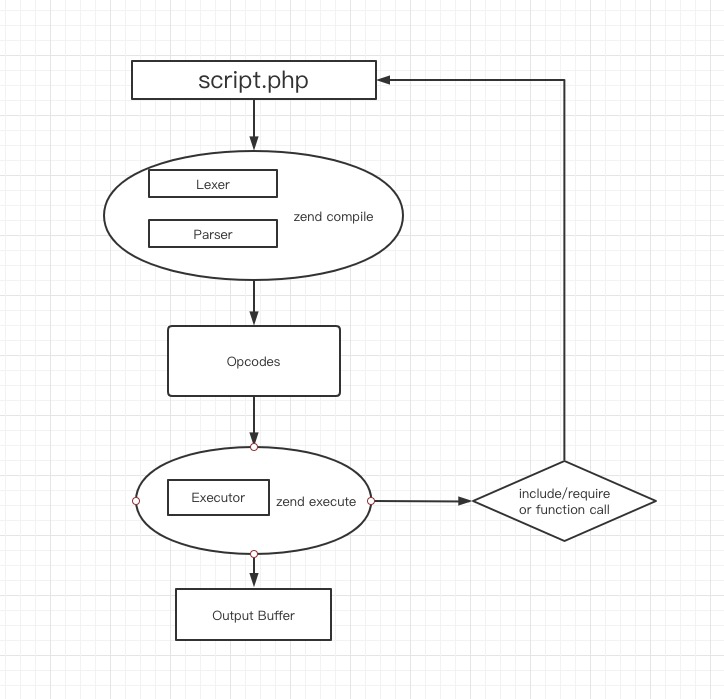 script.php
Lexer
zend compile
Parser
Opcodes
Executor
zend execute
include/require
or function call
Output Buffer